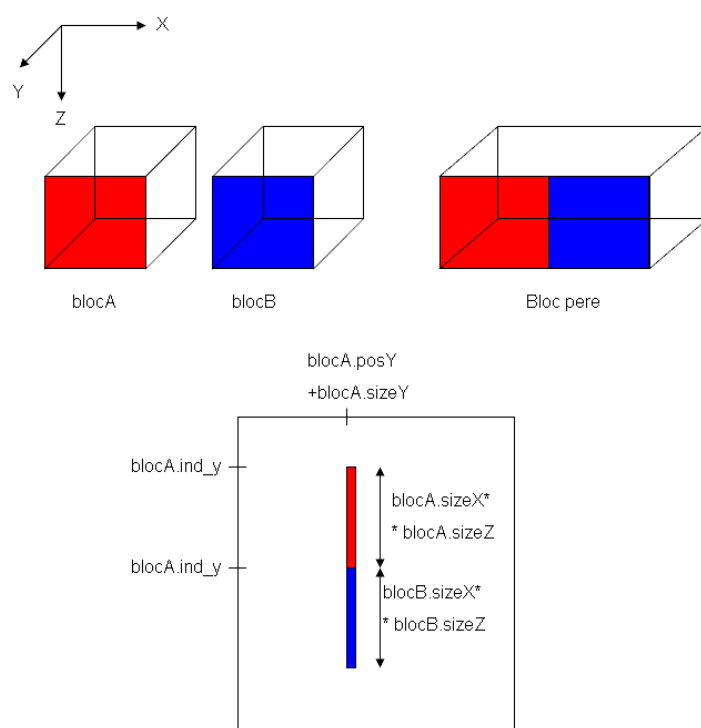 X
Y
Z
blocA
blocB
Bloc pere
blocA.posY
+blocA.sizeY
blocA.ind_y
blocA.sizeX*
* blocA.sizeZ
blocA.ind_y
blocB.sizeX*
* blocB.sizeZ